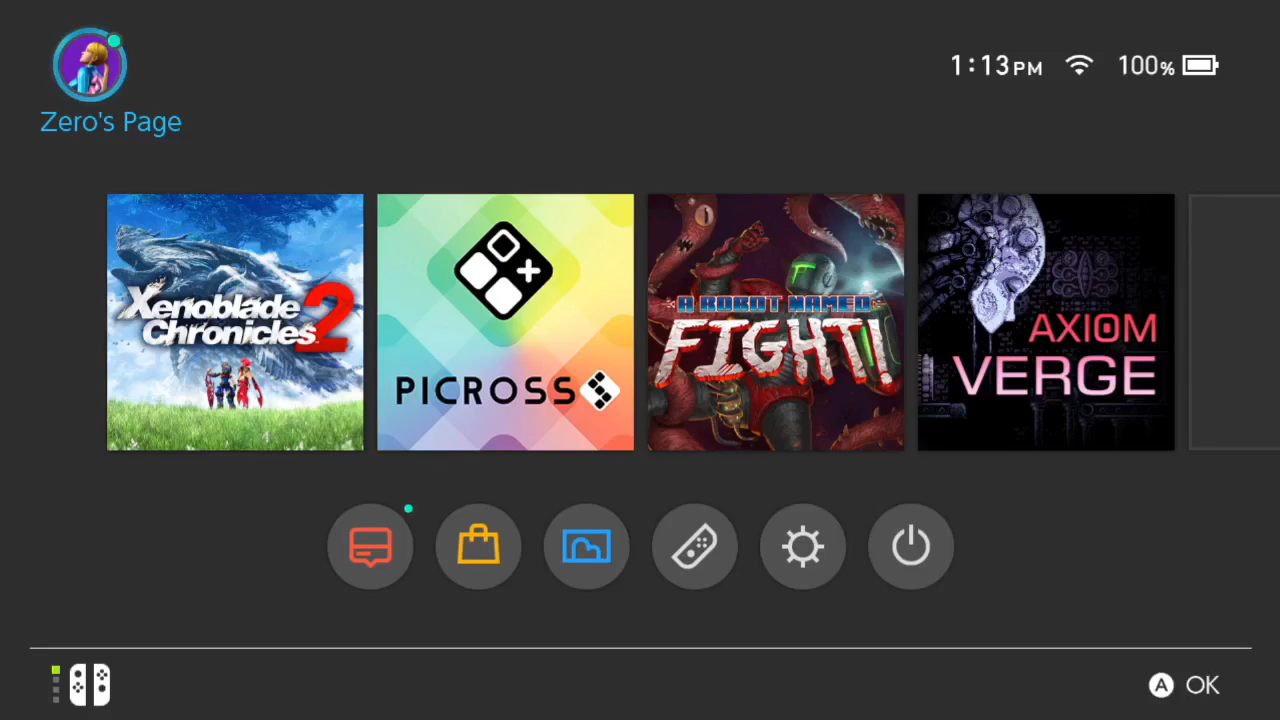 1:13PM 100%
Zero's Page
Xenoblade
Chronicles 2
PICROSS
A ROBOT NAMED
FIGHT!
AXIOM
VERGE
A OK